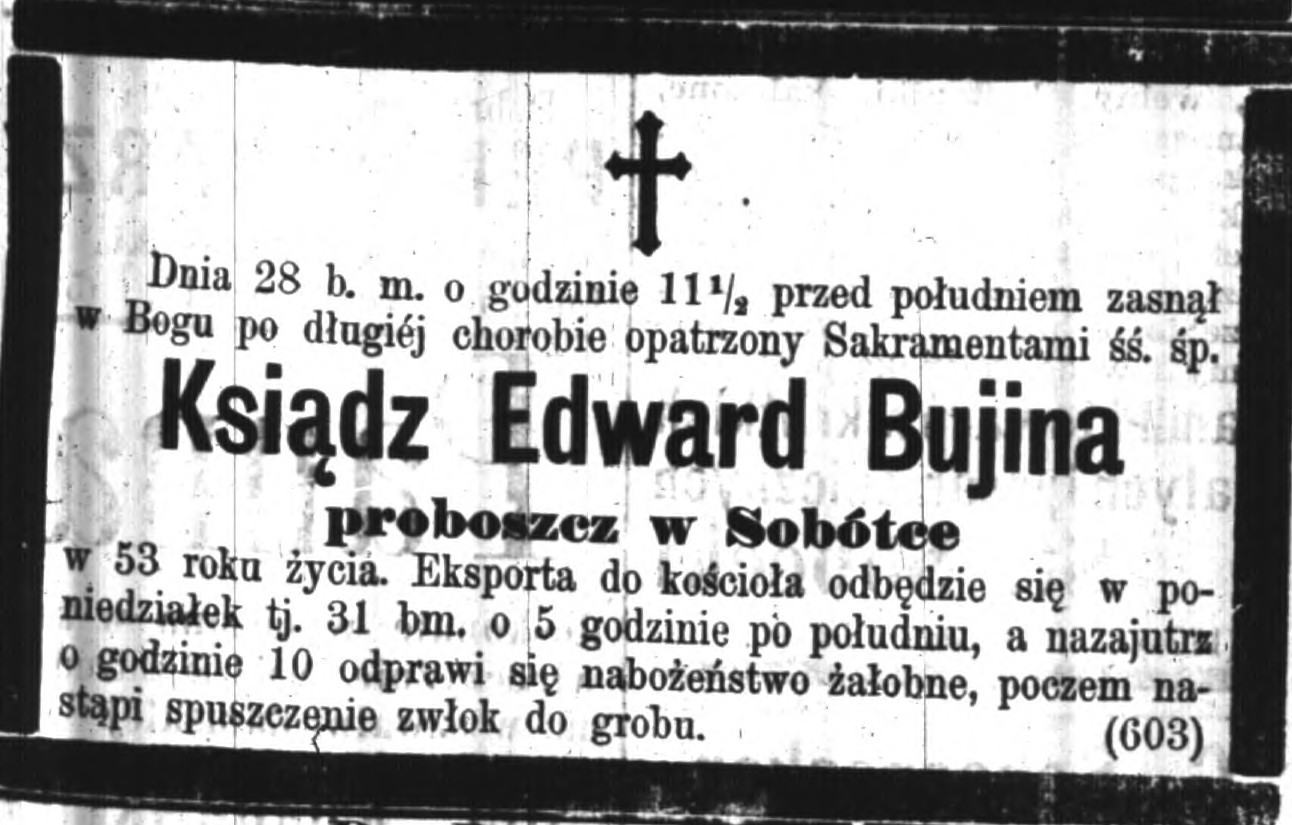 Dnia 28 b. m. o godzinie 11 1/2 przed południem zasnął
w Bogu po długiéj chorobie opatrzony Sakramentami śś. śp.
Ksiądz Edward Bujina
proboszcz w Sobótce
w 53 roku życia. Eksporta do kościoła odbędzie się w po-
niedziałek tj. 31 bm. o 5 godzinie po południu, a nazajutrz
o godzinie 10 odprawi się nabożeństwo żałobne, poczem na-
stąpi spuszczenie zwłok do grobu. (603)